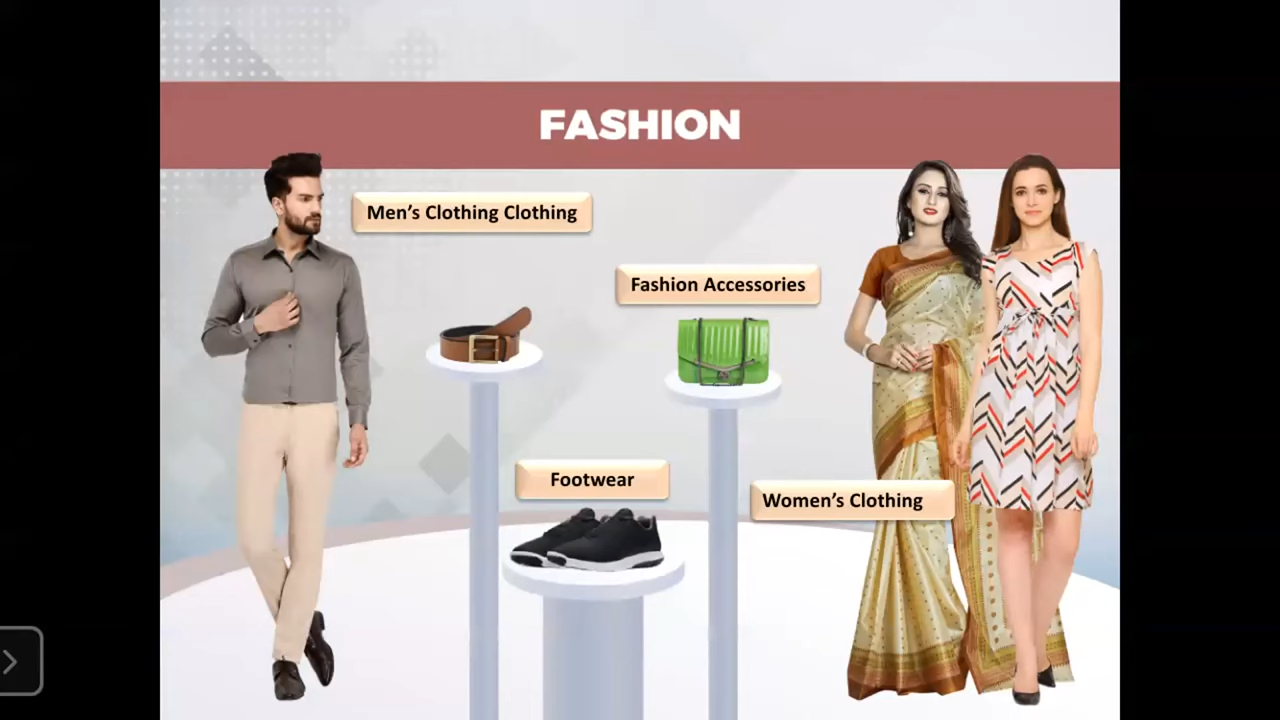 FASHION
Men’s Clothing Clothing
Fashion Accessories
Footwear
Women’s Clothing